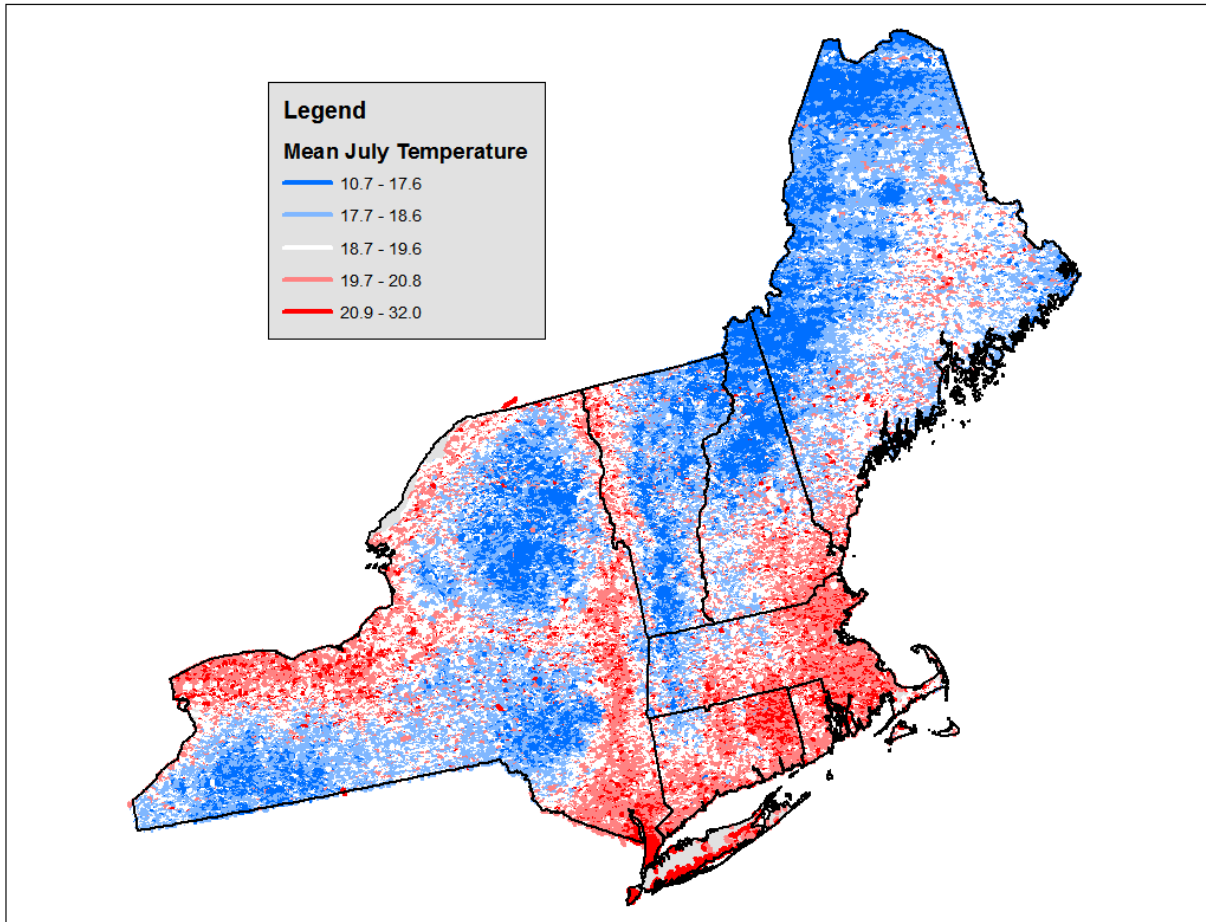 Legend
Mean July Temperature
10.7 - 17.6
17.7 - 18.6
18.7 - 19.6
19.7 - 20.8
20.9 - 32.0